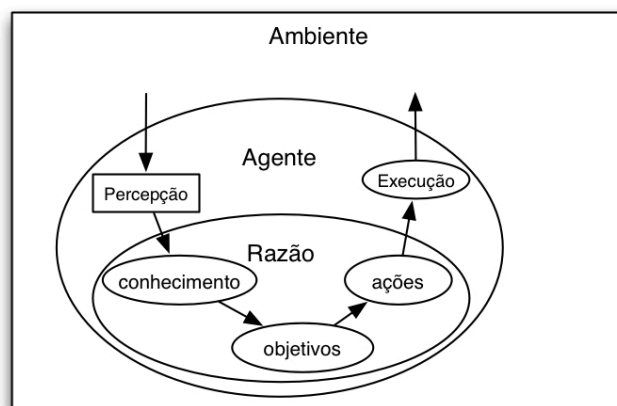 Ambiente
Agente
Percepção
Execução
Razão
conhecimento
ações
objetivos